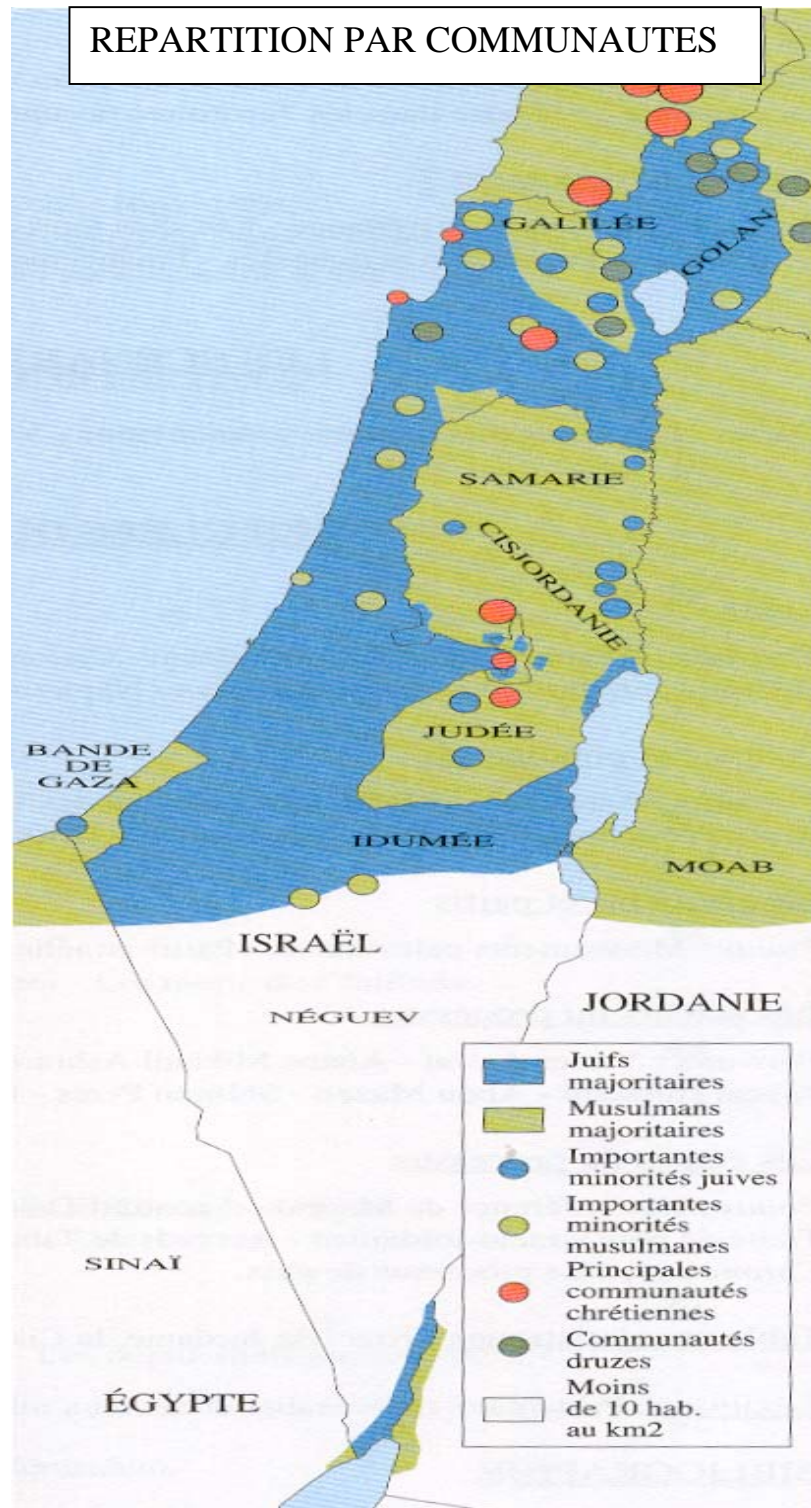 REPARTITION PAR COMMUNAUTES
GALILÉE
GOLAN
SAMARIE
CISJORDANIE
JUDÉE
BANDE
DE
GAZA
IDUMÉE
MOAB
ISRAËL
JORDANIE
NÉGUEV
Juifs
majoritaires
Musulmans
majoritaires
Importantes
minorités juives
Importantes
minorités
musulmanes
Principales
communautés
chrétiennes
Communautés
druzes
Moins
de 10 hab.
au km2
SINAÏ
ÉGYPTE